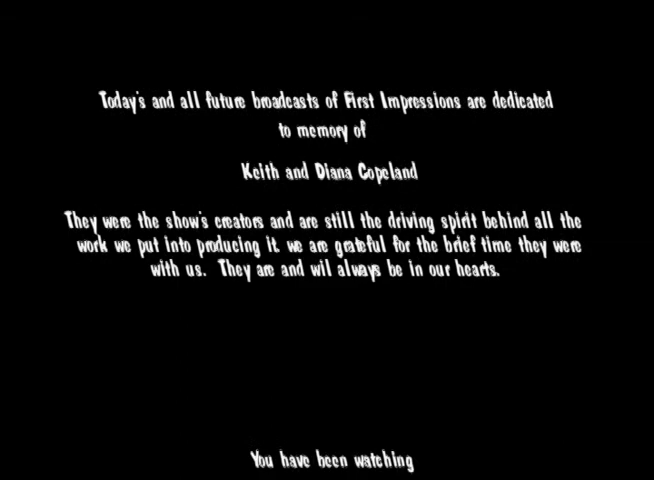 Today's and all future broadcasts of First Impressions are dedicated
to memory of
Keith and Diana Copeland
They were the show's creators and are still the driving spirit behind all the
work we put into producing it. we are grateful for the brief time they were
with us. They are and wil always be in our hearts.
You have been watching